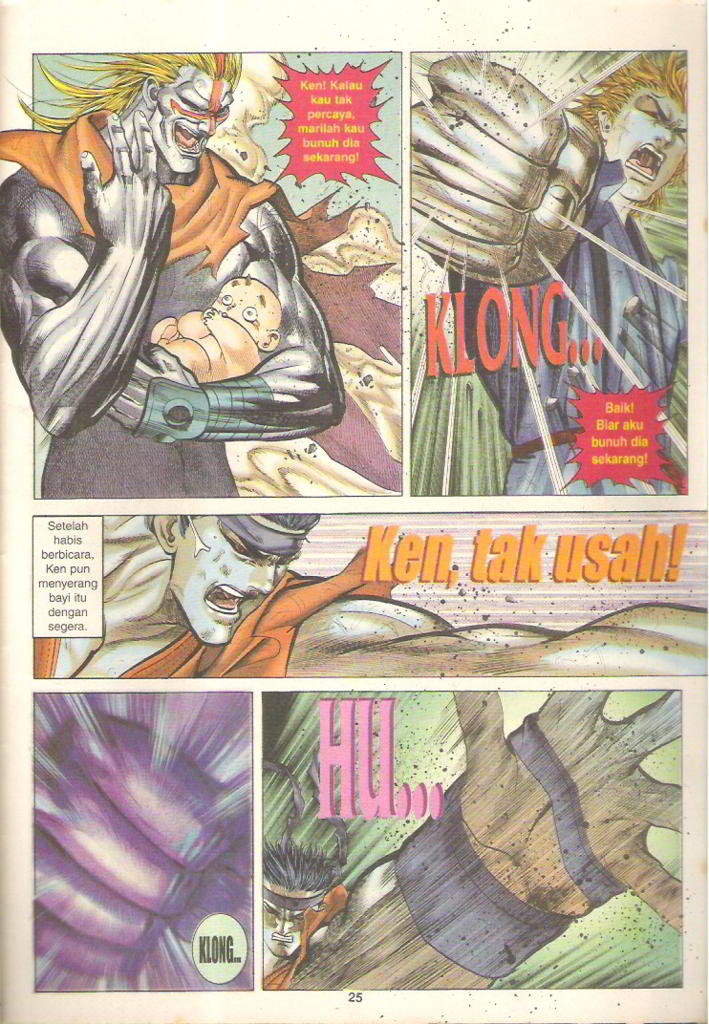 Ken! Kalau
kau tak
percaya,
marilah kau
bunuh dia
sekarang!
KLONG...
Baik!
Biar aku
bunuh dia
sekarang!
Setelah
habis
berbicara,
Ken pun
menyerang
bayi itu
dengan
segera.
Ken, tak usah!
KLONG...
HU...
25